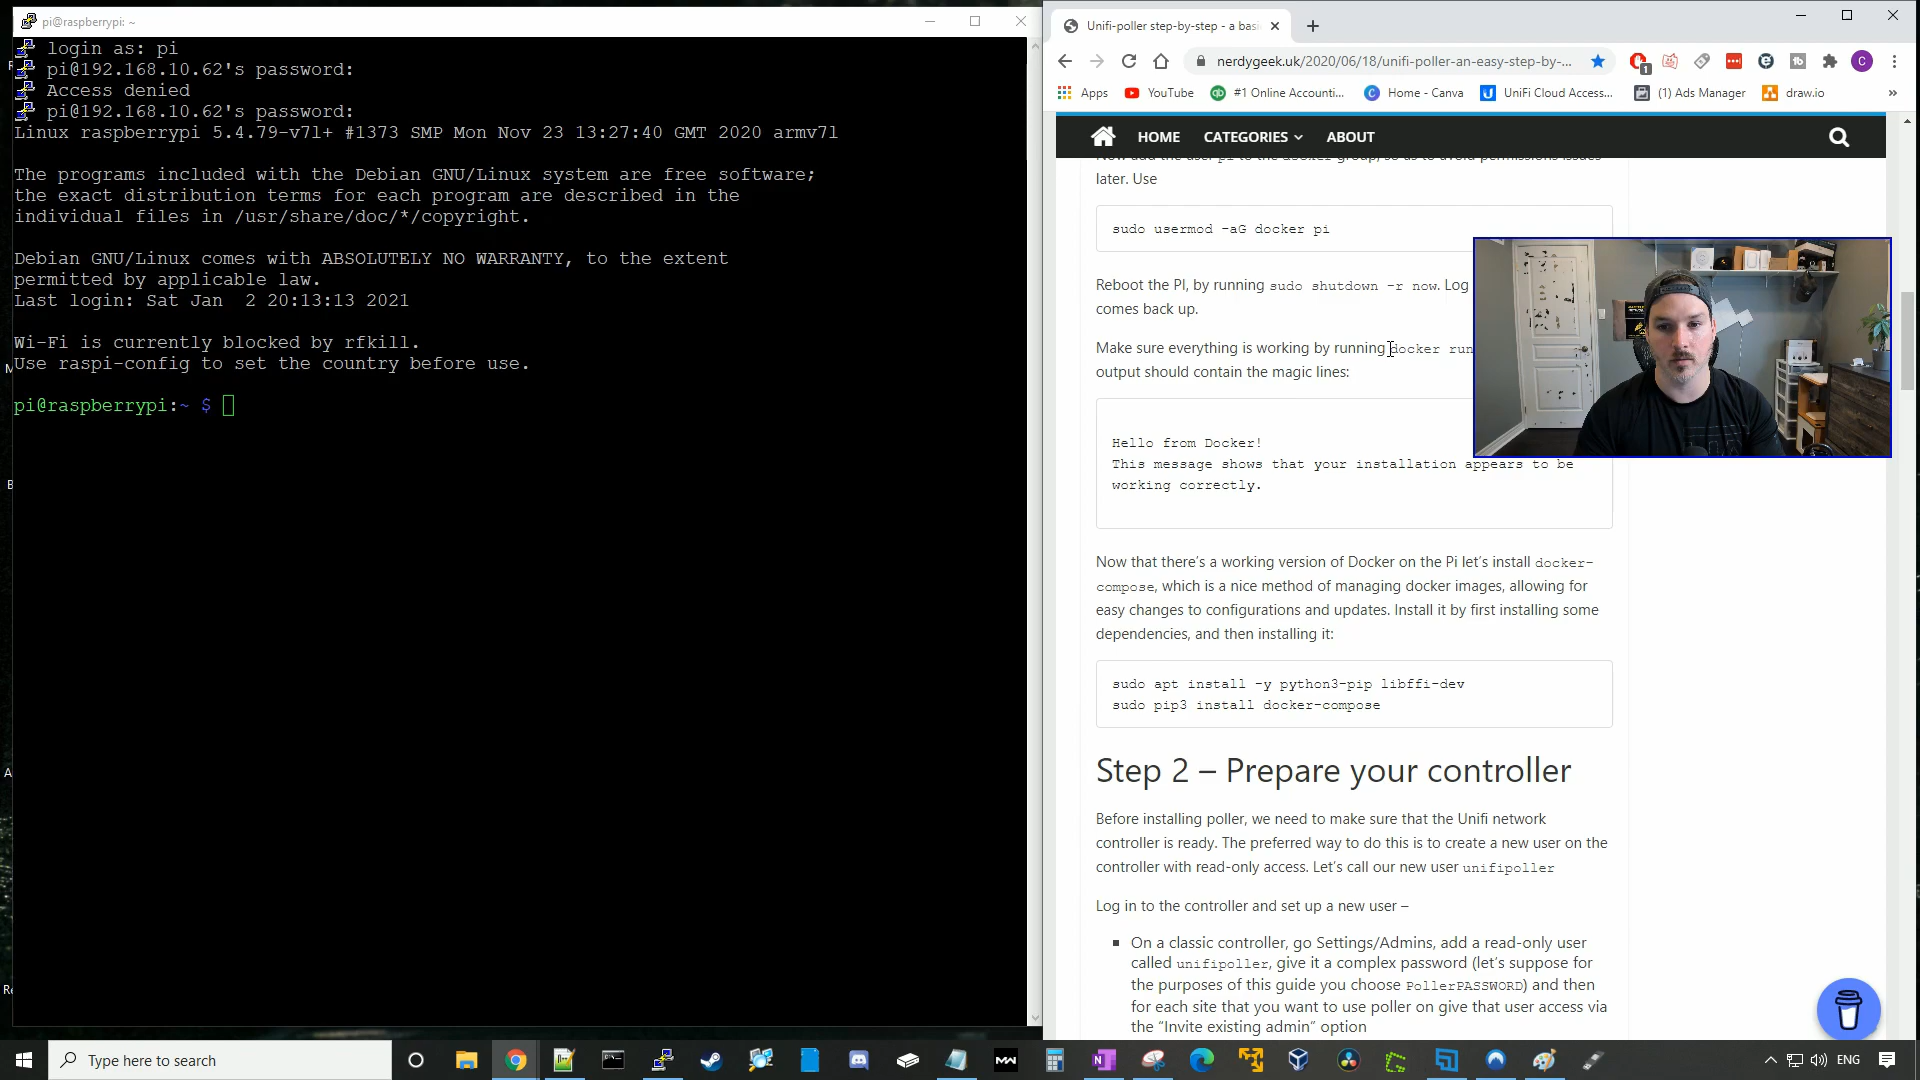 pi@raspberrypi: ~
login as: pi
pi@192.168.10.62's password:
Access denied
pi@192.168.10.62's password:
Linux raspberrypi 5.4.79-v7l+ #1373 SMP Mon Nov 23 13:27:40 GMT 2020 armv7l
The programs included with the Debian GNU/Linux system are free software;
the exact distribution terms for each program are described in the
individual files in /usr/share/doc/*/copyright.
Debian GNU/Linux comes with ABSOLUTELY NO WARRANTY, to the extent
permitted by applicable law.
Last login: Sat Jan  2 20:13:13 2021
Wi-Fi is currently blocked by rfkill.
Use raspi-config to set the country before use.
pi@raspberrypi:~ $
Unifi-poller step-by-step - a bas
nerdygeek.uk/2020/06/18/unifi-poller-an-easy-step-by-...
1
C
Apps YouTube #1 Online Accounti... Home - Canva UniFi Cloud Access... (1) Ads Manager draw.io »
HOME CATEGORIES ABOUT
Now add the user pi to the docker group, so as to avoid permissions issues
later. Use
sudo usermod -aG docker pi
Reboot the PI, by running sudo shutdown -r now. Log
comes back up.
Make sure everything is working by running docker run
output should contain the magic lines:
Hello from Docker!
This message shows that your installation appears to be
working correctly.
Now that there's a working version of Docker on the Pi let's install docker-
compose, which is a nice method of managing docker images, allowing for
easy changes to configurations and updates. Install it by first installing some
dependencies, and then installing it:
sudo apt install -y python3-pip libffi-dev
sudo pip3 install docker-compose
Step 2 – Prepare your controller
Before installing poller, we need to make sure that the Unifi network
controller is ready. The preferred way to do this is to create a new user on the
controller with read-only access. Let's call our new user unifipoller
Log in to the controller and set up a new user –
On a classic controller, go Settings/Admins, add a read-only user
called unifipoller, give it a complex password (let's suppose for
the purposes of this guide you choose PollerPASSWORD) and then
for each site that you want to use poller on give that user access via
the “Invite existing admin” option
Type here to search
ENG